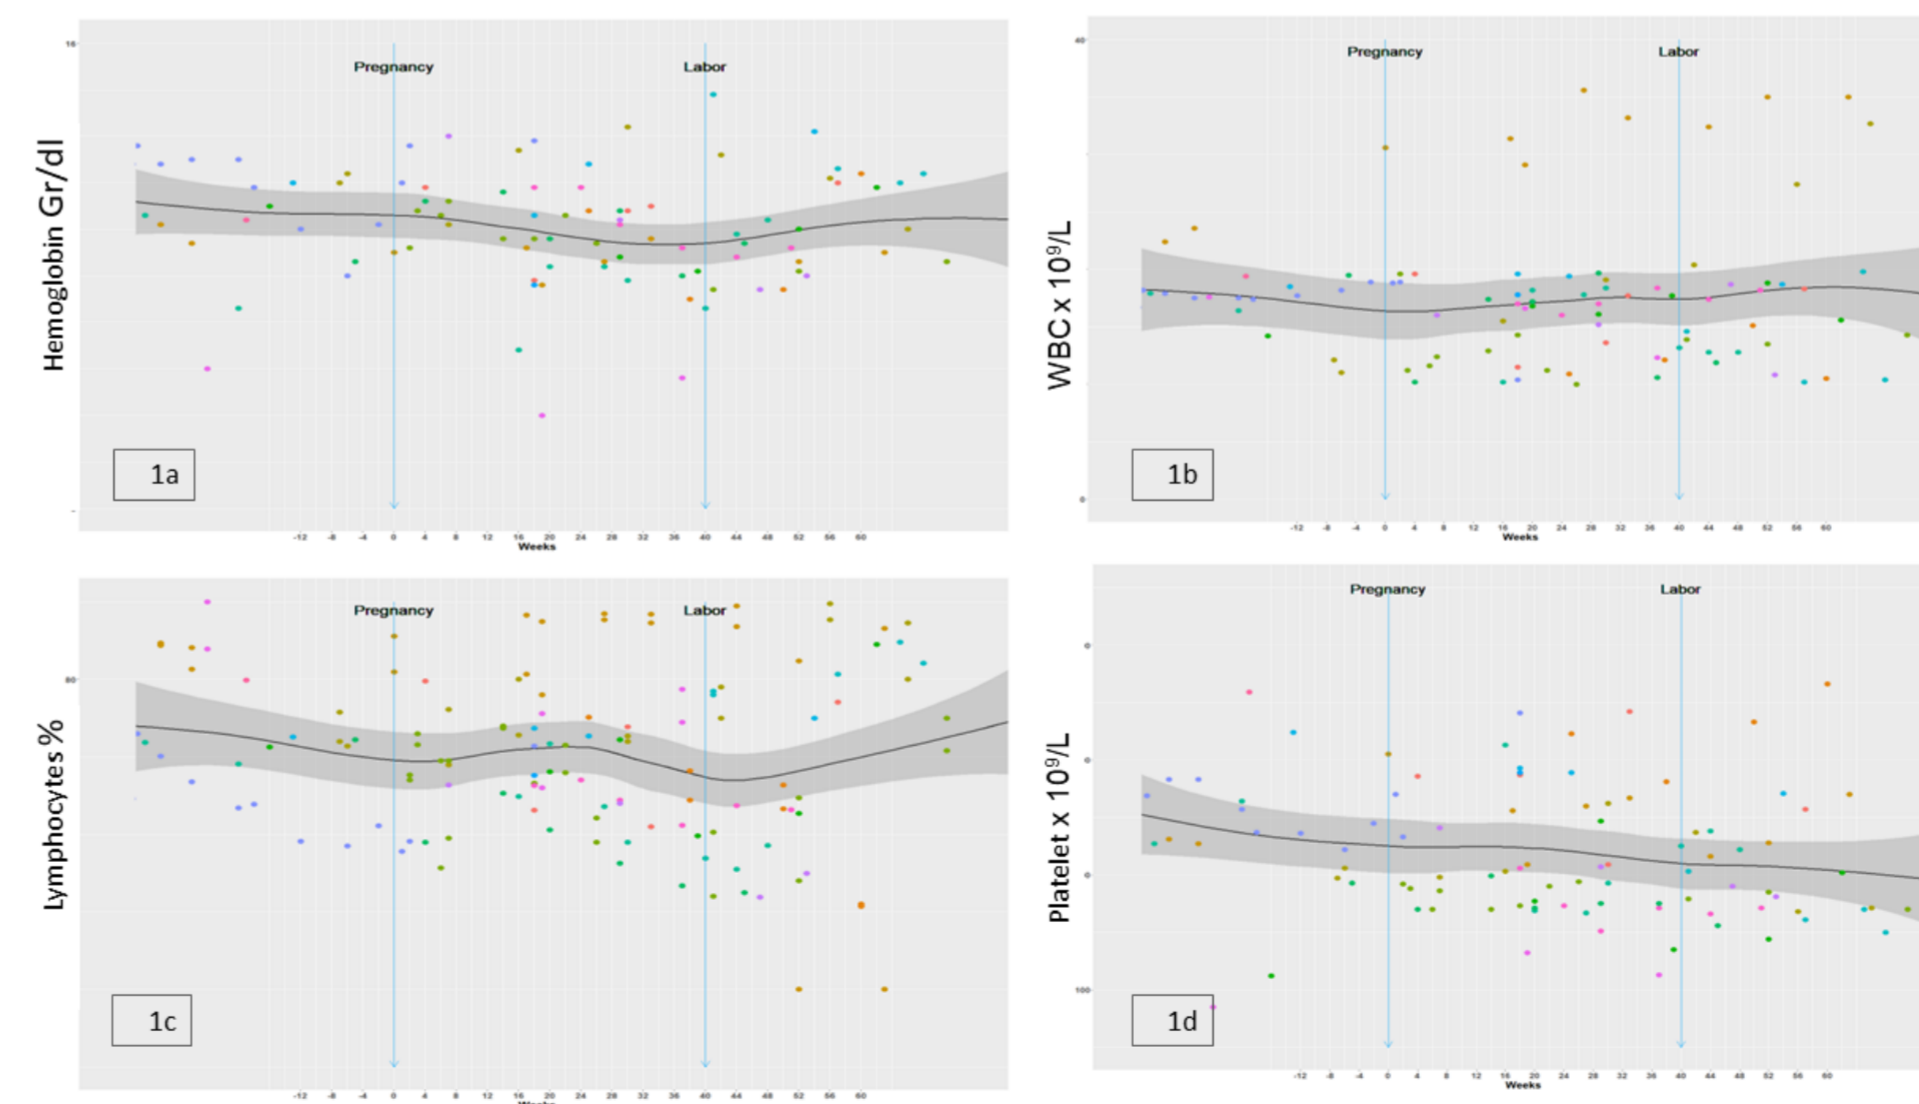 16
Pregnancy Labor
Hemoglobin Gr/dl
1a
-12 -8 -4 0 4 8 12 16 20 24 28 32 36 40 44 48 52 56 60
Weeks
40
Pregnancy Labor
WBC x 10⁹/L
1b
0
-12 -8 -4 0 4 8 12 16 20 24 28 32 36 40 44 48 52 56 60
Weeks
Pregnancy Labor
80
Lymphocytes %
1c
-12 -8 -4 0 4 8 12 16 20 24 28 32 36 40 44 48 52 56 60
Weeks
Pregnancy Labor
0
0
0
Platelet x 10⁹/L
100
1d
-12 -8 -4 0 4 8 12 16 20 24 28 32 36 40 44 48 52 56 60
Weeks